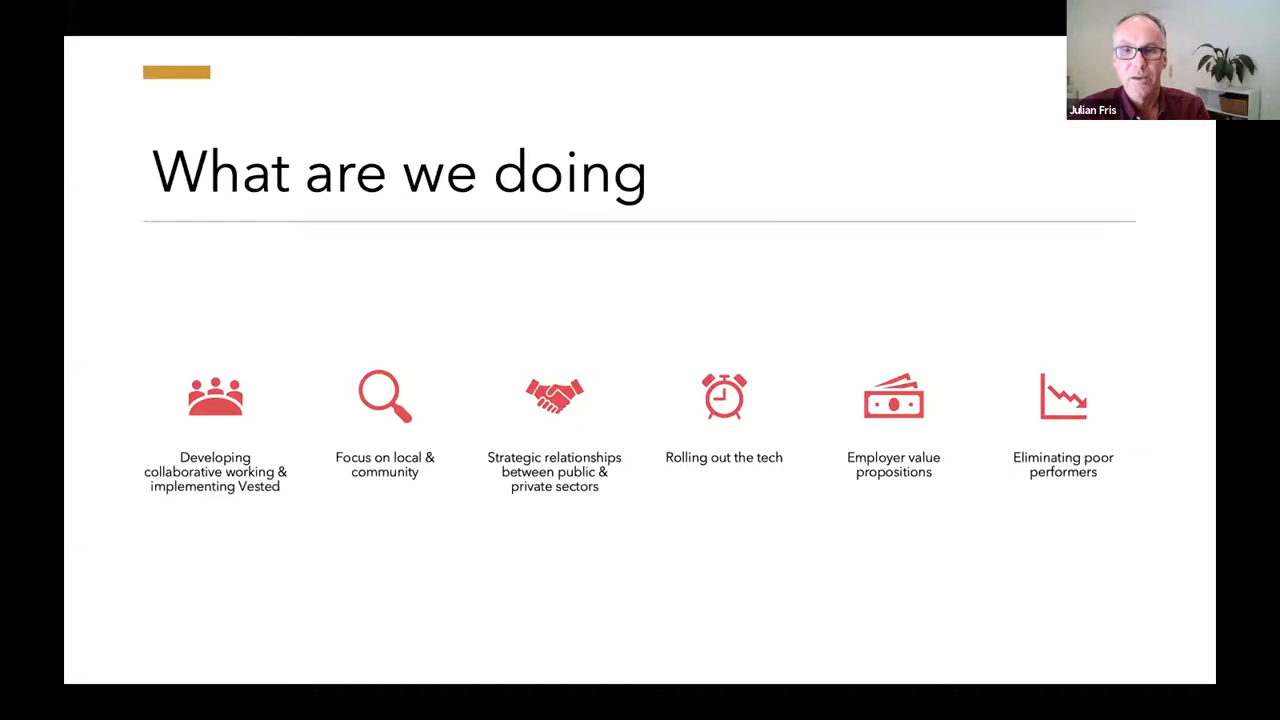 Julian Fris
What are we doing
Developing
collaborative working &
implementing Vested
Focus on local &
community
Strategic relationships
between public &
private sectors
Rolling out the tech
Employer value
propositions
Eliminating poor
performers